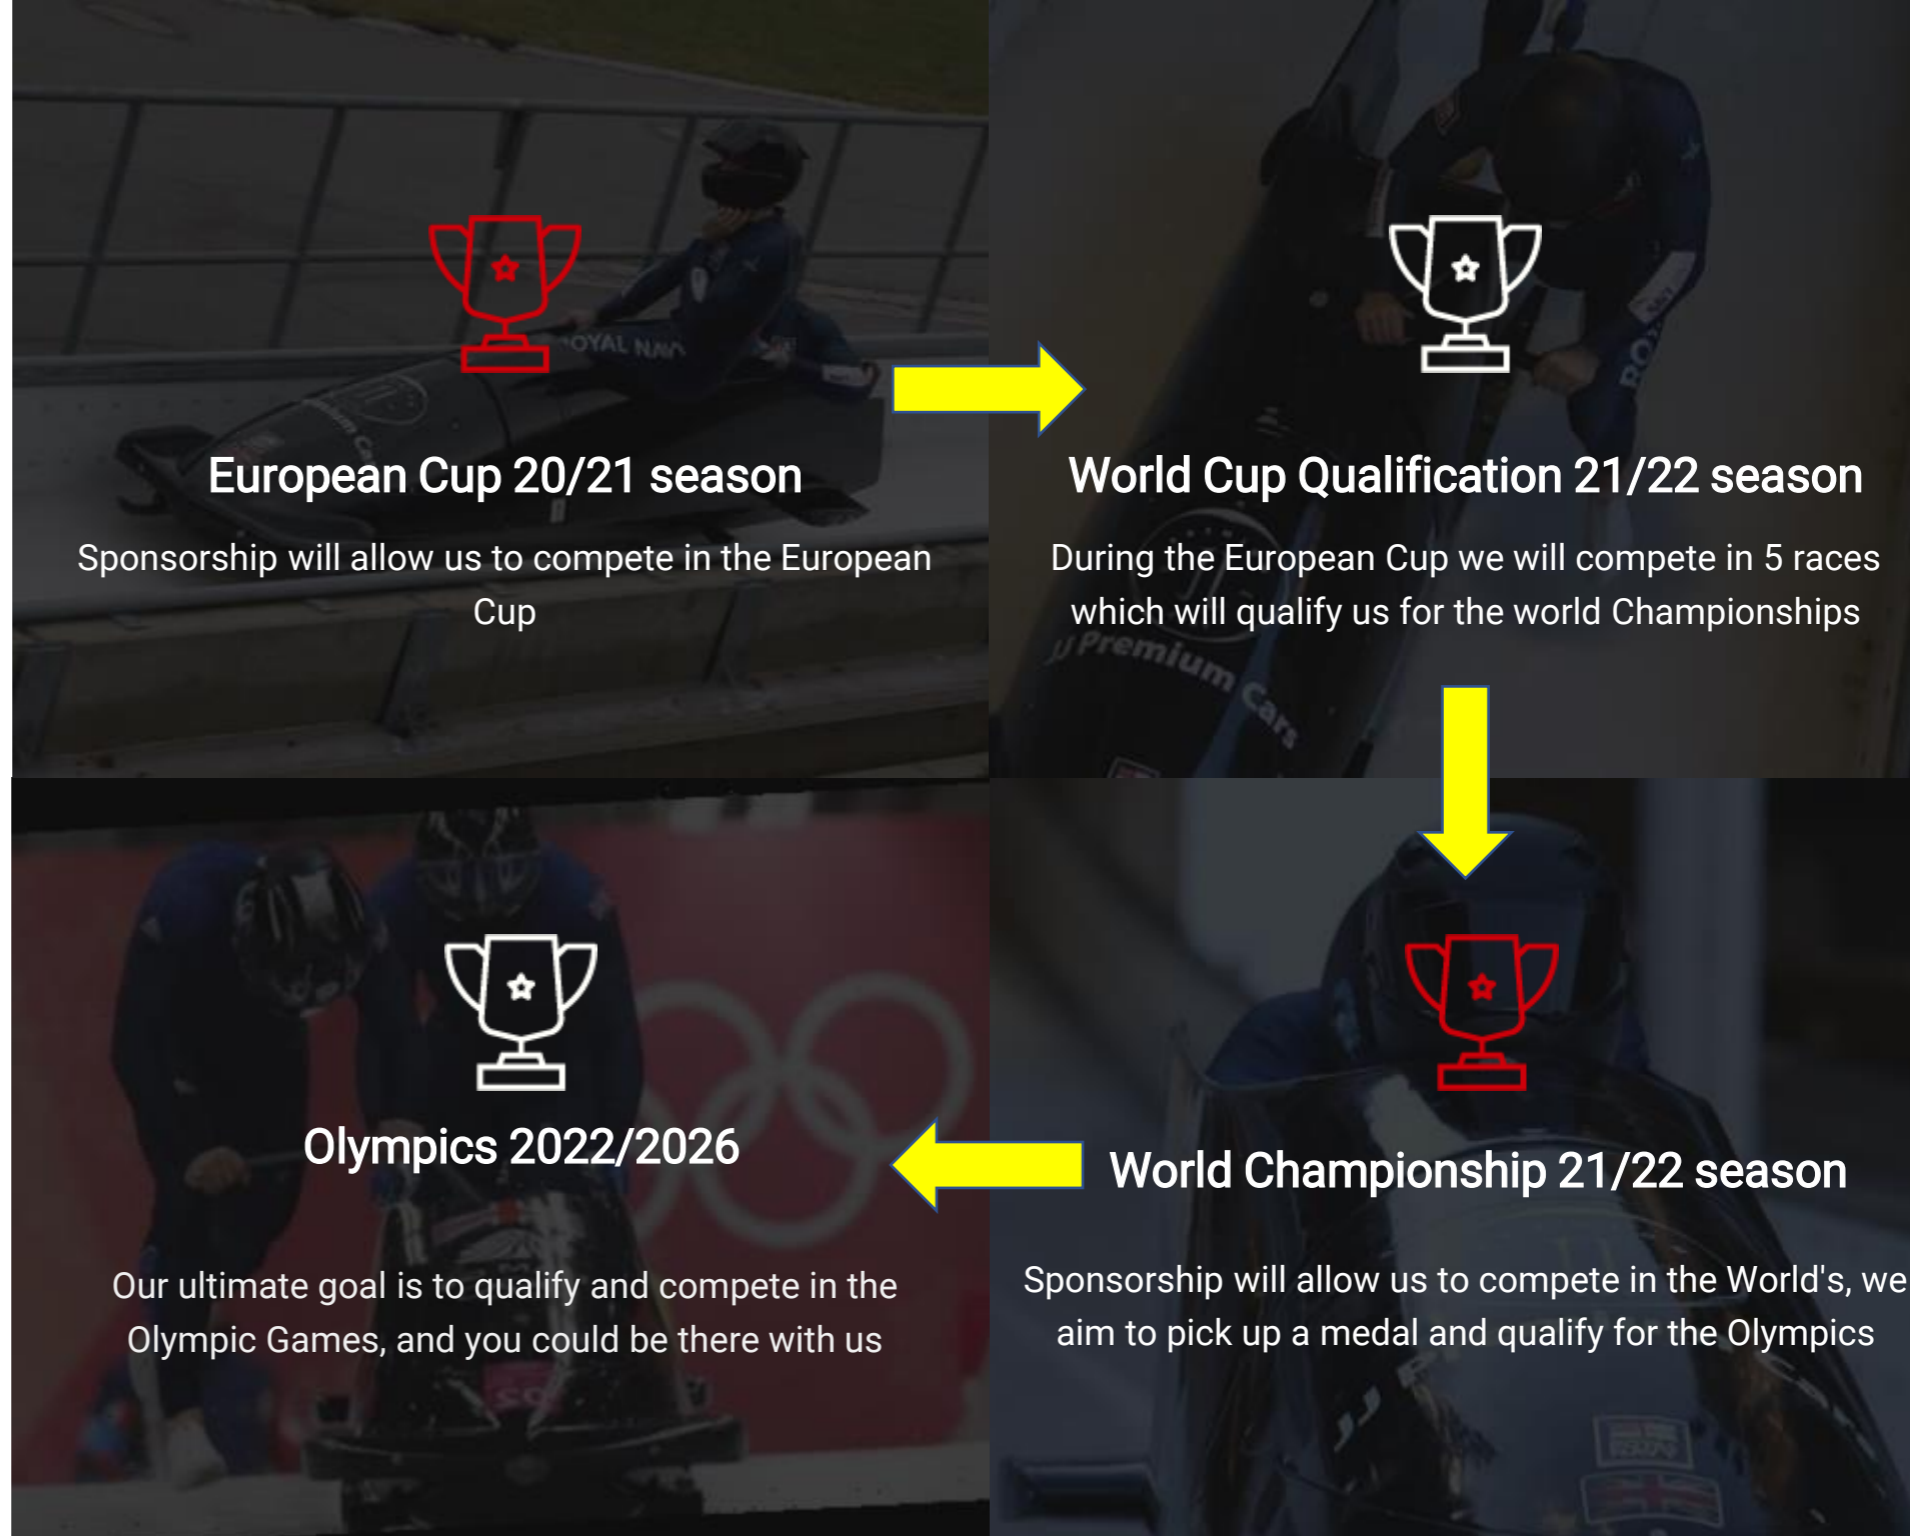 European Cup 20/21 season
Sponsorship will allow us to compete in the European
Cup
World Cup Qualification 21/22 season
During the European Cup we will compete in 5 races
which will qualify us for the world Championships
JJ Premium Cars
World Championship 21/22 season
Sponsorship will allow us to compete in the World's, we
aim to pick up a medal and qualify for the Olympics
JJ
Olympics 2022/2026
Our ultimate goal is to qualify and compete in the
Olympic Games, and you could be there with us